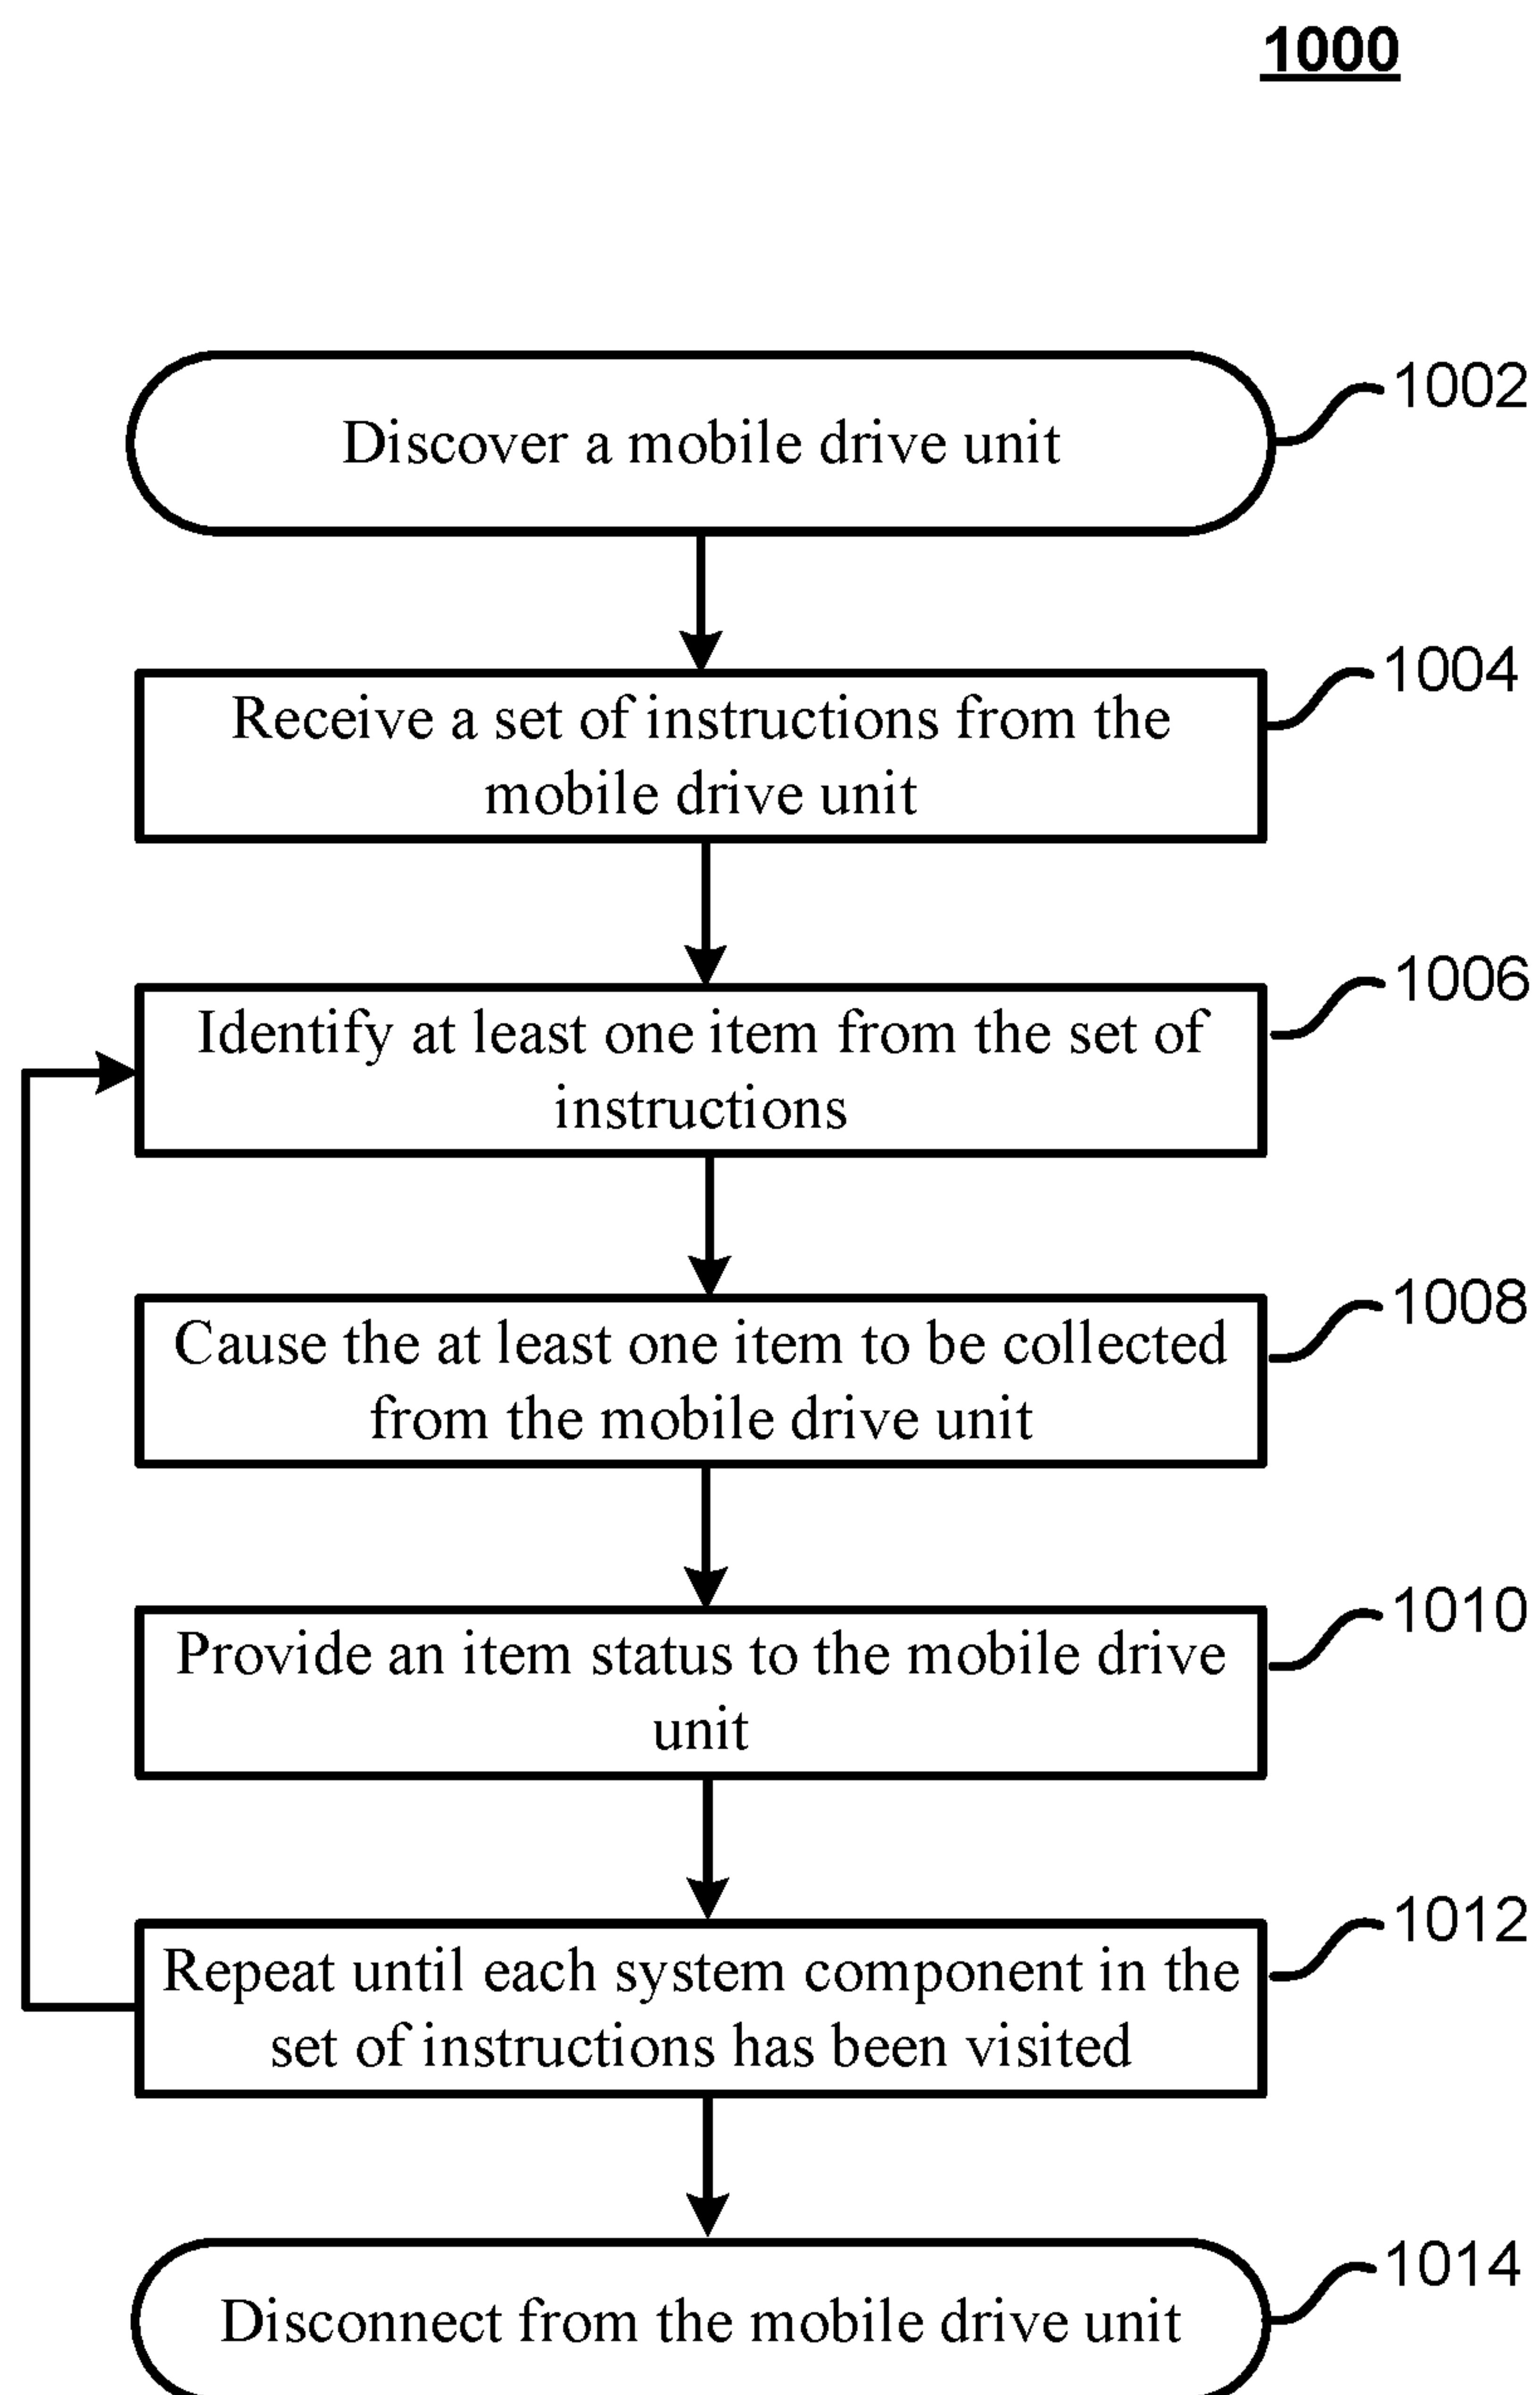 1000
Discover a mobile drive unit
1002
Receive a set of instructions from the
mobile drive unit
1004
Identify at least one item from the set of
instructions
1006
Cause the at least one item to be collected
from the mobile drive unit
1008
Provide an item status to the mobile drive
unit
1010
Repeat until each system component in the
set of instructions has been visited
1012
Disconnect from the mobile drive unit
1014